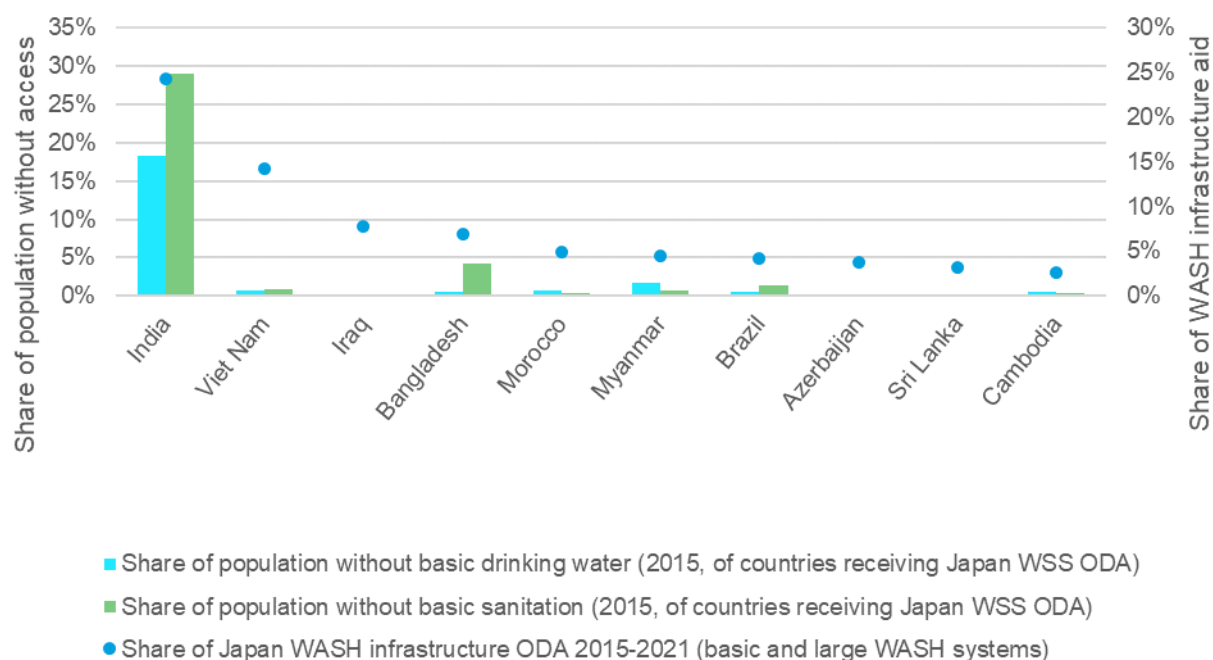 Share of population without access
35%
30%
25%
20%
15%
10%
5%
0%
30%
25%
20%
15%
10%
5%
0%
Share of WASH infrastructure aid
India
Viet Nam
Iraq
Bangladesh
Morocco
Myanmar
Brazil
Azerbaijan
Sri Lanka
Cambodia
Share of population without basic drinking water (2015, of countries receiving Japan WSS ODA)
Share of population without basic sanitation (2015, of countries receiving Japan WSS ODA)
Share of Japan WASH infrastructure ODA 2015-2021 (basic and large WASH systems)